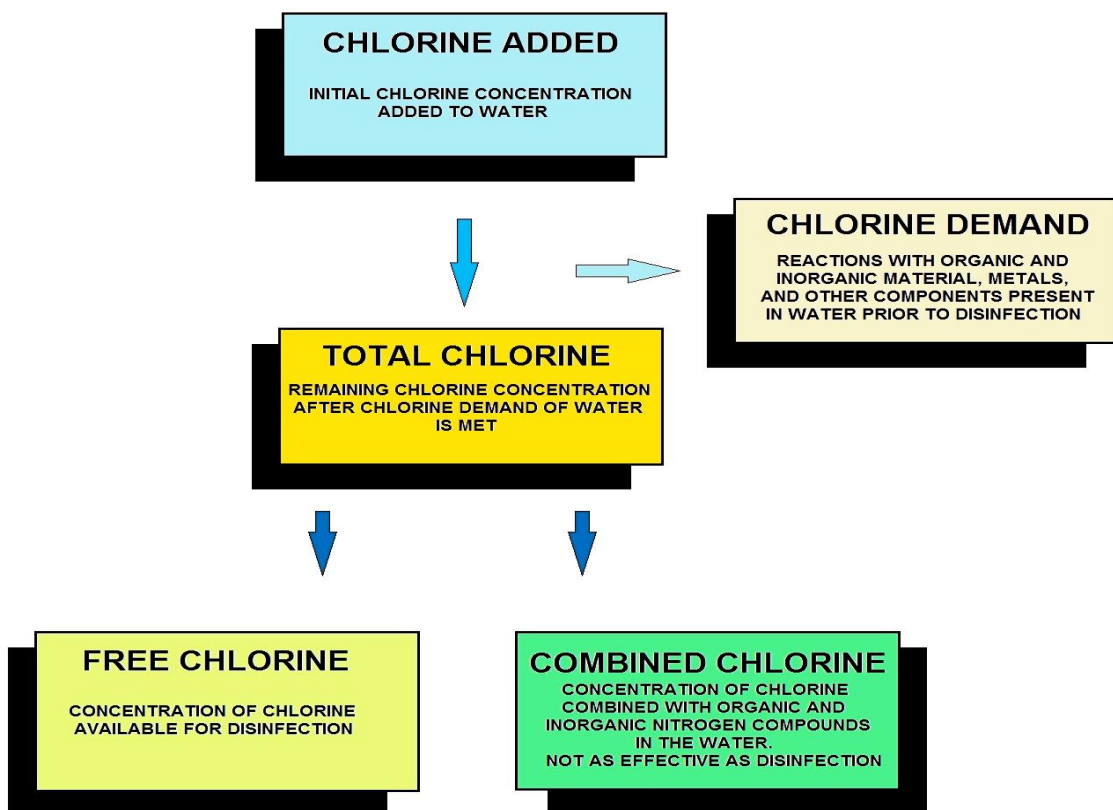 CHLORINE ADDED
INITIAL CHLORINE CONCENTRATION
ADDED TO WATER
CHLORINE DEMAND
REACTIONS WITH ORGANIC AND
INORGANIC MATERIAL, METALS,
AND OTHER COMPONENTS PRESENT
IN WATER PRIOR TO DISINFECTION
TOTAL CHLORINE
REMAINING CHLORINE CONCENTRATION
AFTER CHLORINE DEMAND OF WATER
IS MET
FREE CHLORINE
CONCENTRATION OF CHLORINE
AVAILABLE FOR DISINFECTION
COMBINED CHLORINE
CONCENTRATION OF CHLORINE
COMBINED WITH ORGANIC AND
INORGANIC NITROGEN COMPOUNDS
IN THE WATER.
NOT AS EFFECTIVE AS DISINFECTION